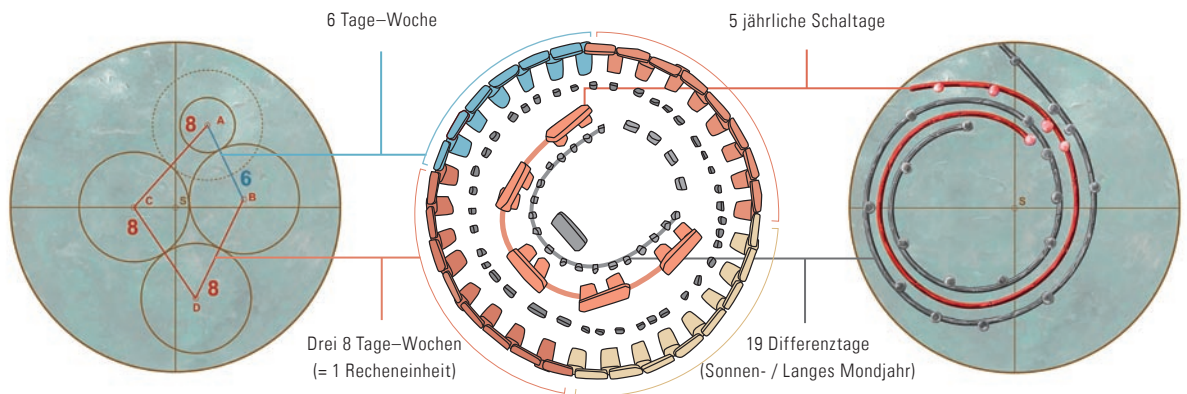 6 Tage–Woche
5 jährliche Schaltage
8
A
6
C
S
B
8
8
D
S
Drei 8 Tage–Wochen
(= 1 Recheneinheit)
19 Differenztage
(Sonnen- / Langes Mondjahr)